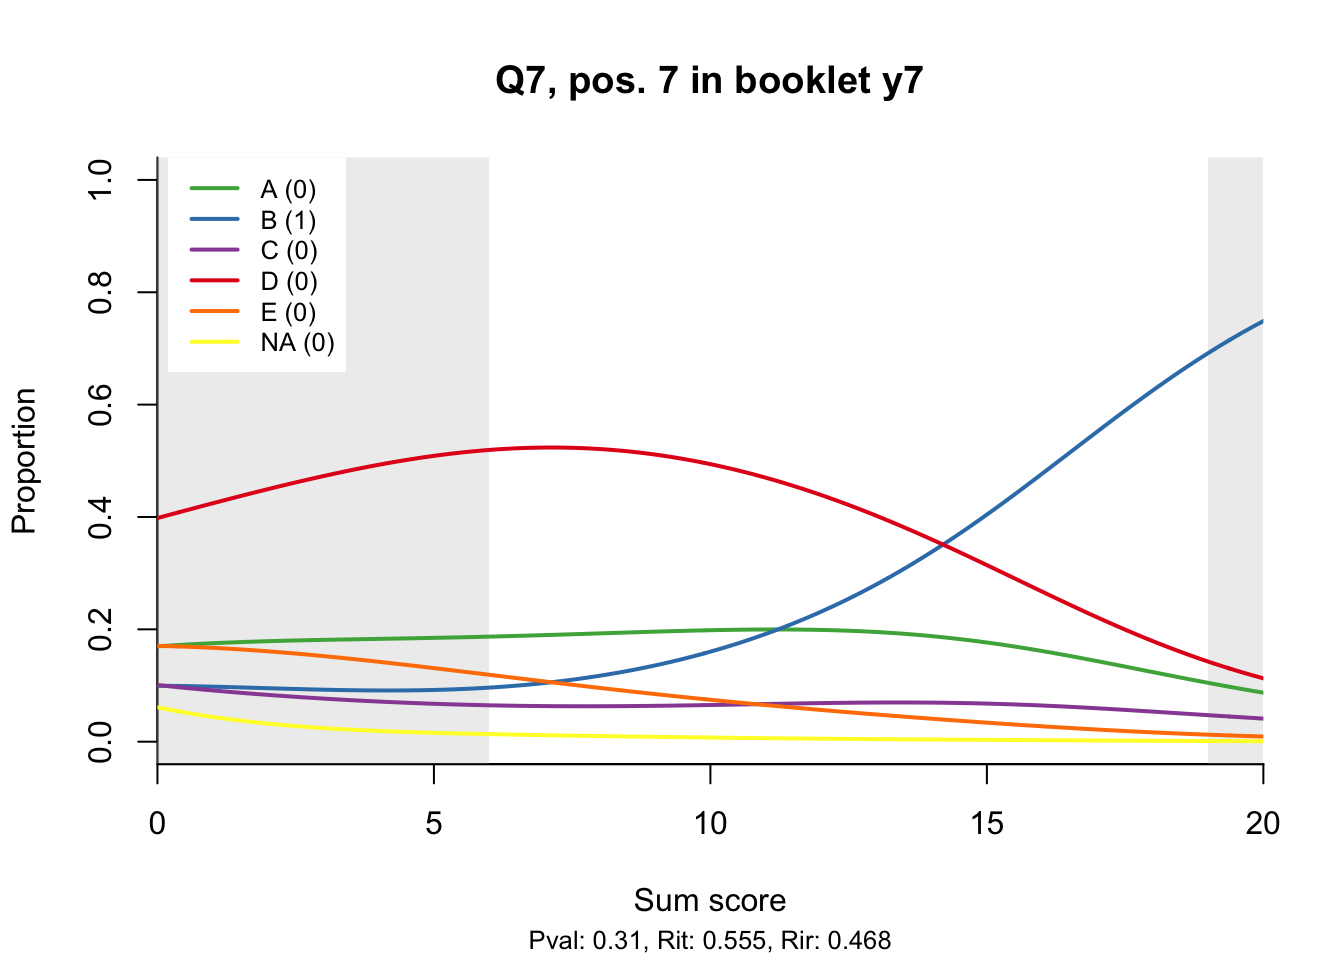 Q7, pos. 7 in booklet y7
A (0)
B (1)
C (0)
D (0)
E (0)
NA (0)
1.0
0.8
0.6
0.4
0.2
0.0
Proportion
0 5 10 15 20
Sum score
Pval: 0.31, Rit: 0.555, Rir: 0.468